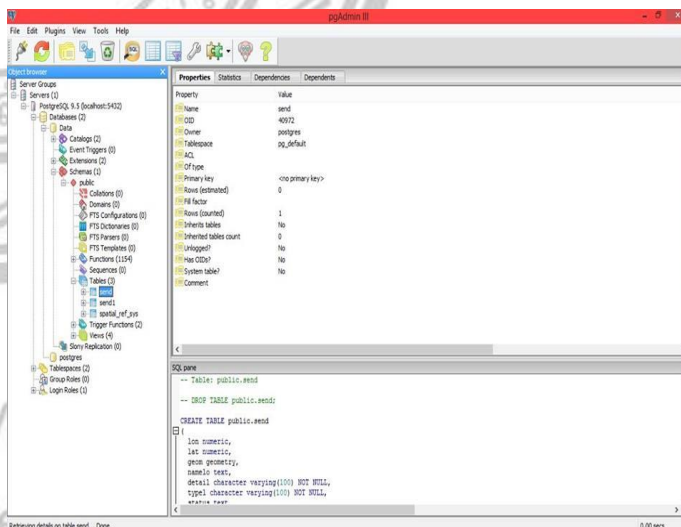 pgAdmin III
File Edit Plugins View Tools Help
SQL
Object browser X
Server Groups
Servers (1)
PostgreSQL 9.5 (localhost:5432)
Databases (2)
Data
Catalogs (2)
Event Triggers (0)
Extensions (2)
Schemas (1)
public
Collations (0)
Domains (0)
FTS Configurations (0)
FTS Dictionaries (0)
FTS Parsers (0)
FTS Templates (0)
Functions (1154)
Sequences (0)
Tables (3)
send
send1
spatial_ref_sys
Trigger Functions (2)
Views (4)
Slony Replication (0)
postgres
Tablespaces (2)
Group Roles (0)
Login Roles (1)
Properties Statistics Dependencies Dependents
Property Value
Name send
OID 40972
Owner postgres
Tablespace pg_default
ACL
Of type
Primary key <no primary key>
Rows (estimated) 0
Fill factor
Rows (counted) 1
Inherits tables No
Inherited tables count 0
Unlogged? No
Has OIDs? No
System table? No
Comment
SQL pane
-- Table: public.send
-- DROP TABLE public.send;
CREATE TABLE public.send
(
lon numeric,
lat numeric,
geom geometry,
namelo text,
detail character varying(100) NOT NULL,
typel character varying(100) NOT NULL,
status text
Retrieving details on table send... Done. 0.00 secs